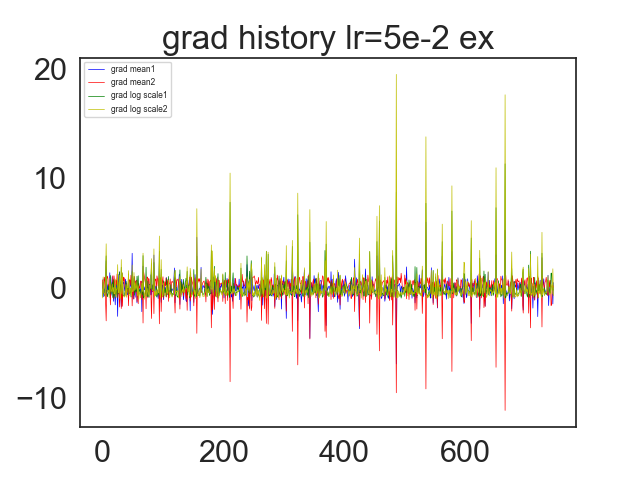 grad history lr=5e-2 ex
20
10
0
−10
grad mean1
grad mean2
grad log scale1
grad log scale2
0 200 400 600